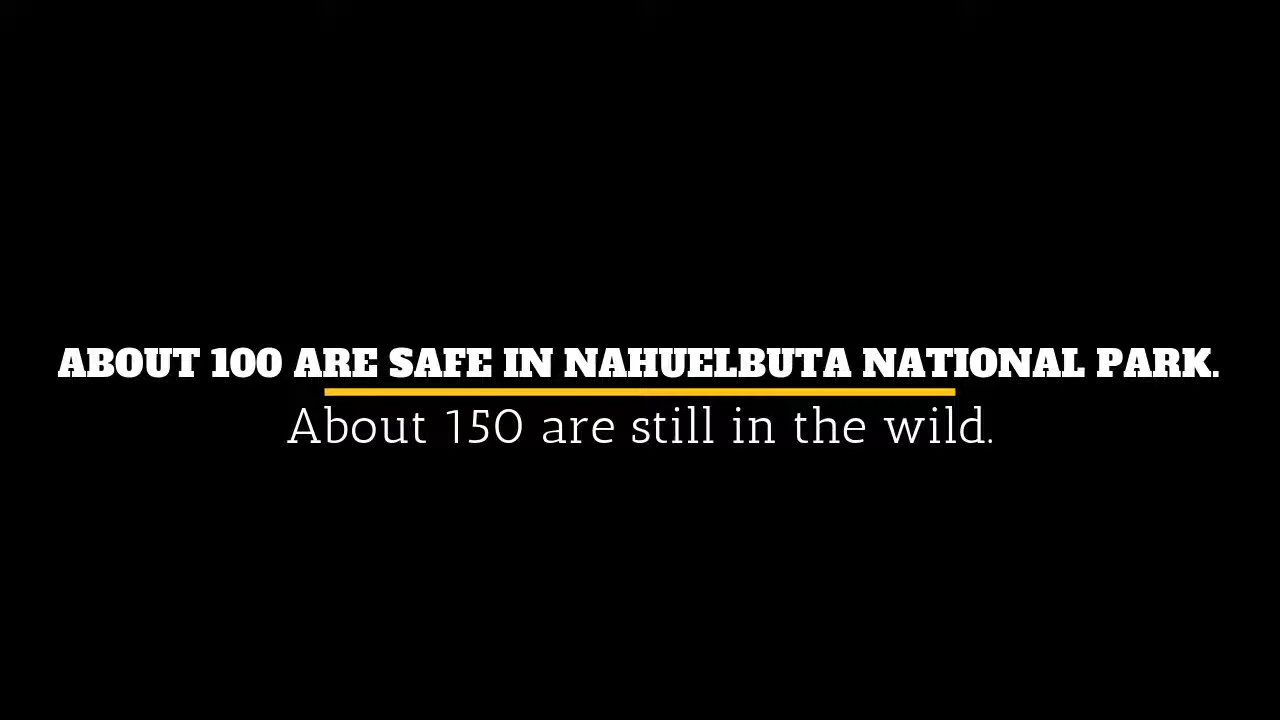 ABOUT 100 ARE SAFE IN NAHUELBUTA NATIONAL PARK.
About 150 are still in the wild.